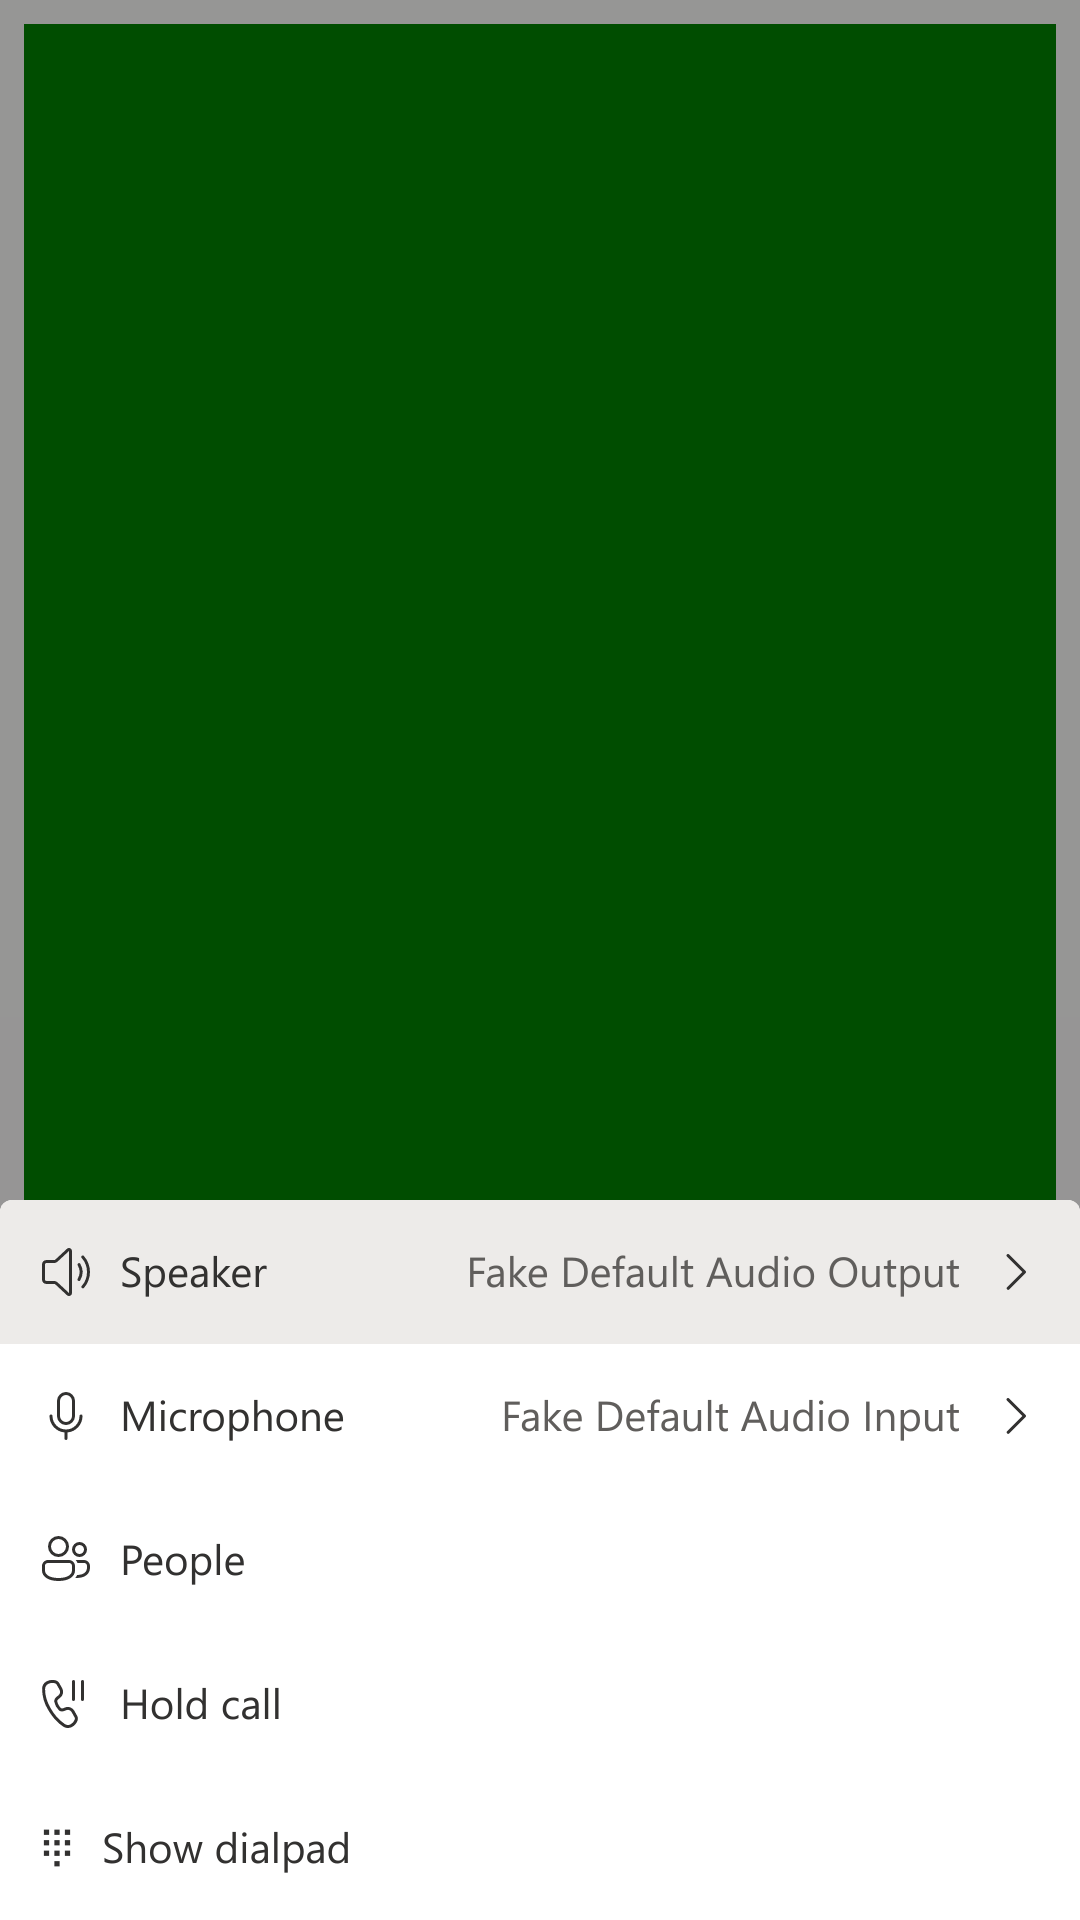 Speaker Fake Default Audio Output
Microphone Fake Default Audio Input
People
Hold call
Show dialpad